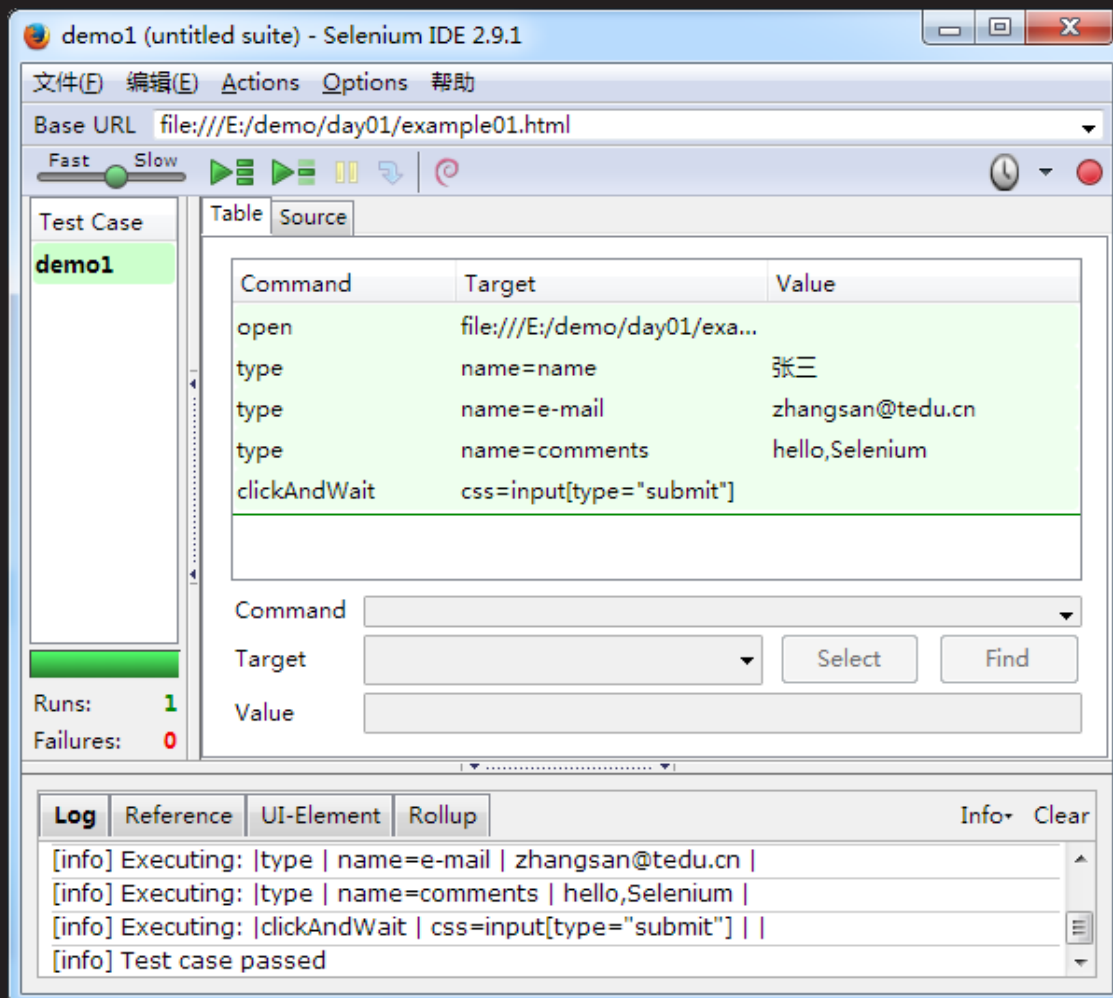 demo1 (untitled suite) - Selenium IDE 2.9.1
文件(F) 编辑(E) Actions Options 帮助
Base URL file:///E:/demo/day01/example01.html
Fast Slow
Test Case
demo1
Table Source
Command Target Value
open file:///E:/demo/day01/exa...
type name=name 张三
type name=e-mail zhangsan@tedu.cn
type name=comments hello,Selenium
clickAndWait css=input[type="submit"]
Command
Target Select Find
Value
Runs: 1
Failures: 0
Log Reference UI-Element Rollup Info Clear
[info] Executing: |type | name=e-mail | zhangsan@tedu.cn |
[info] Executing: |type | name=comments | hello,Selenium |
[info] Executing: |clickAndWait | css=input[type="submit"] | |
[info] Test case passed